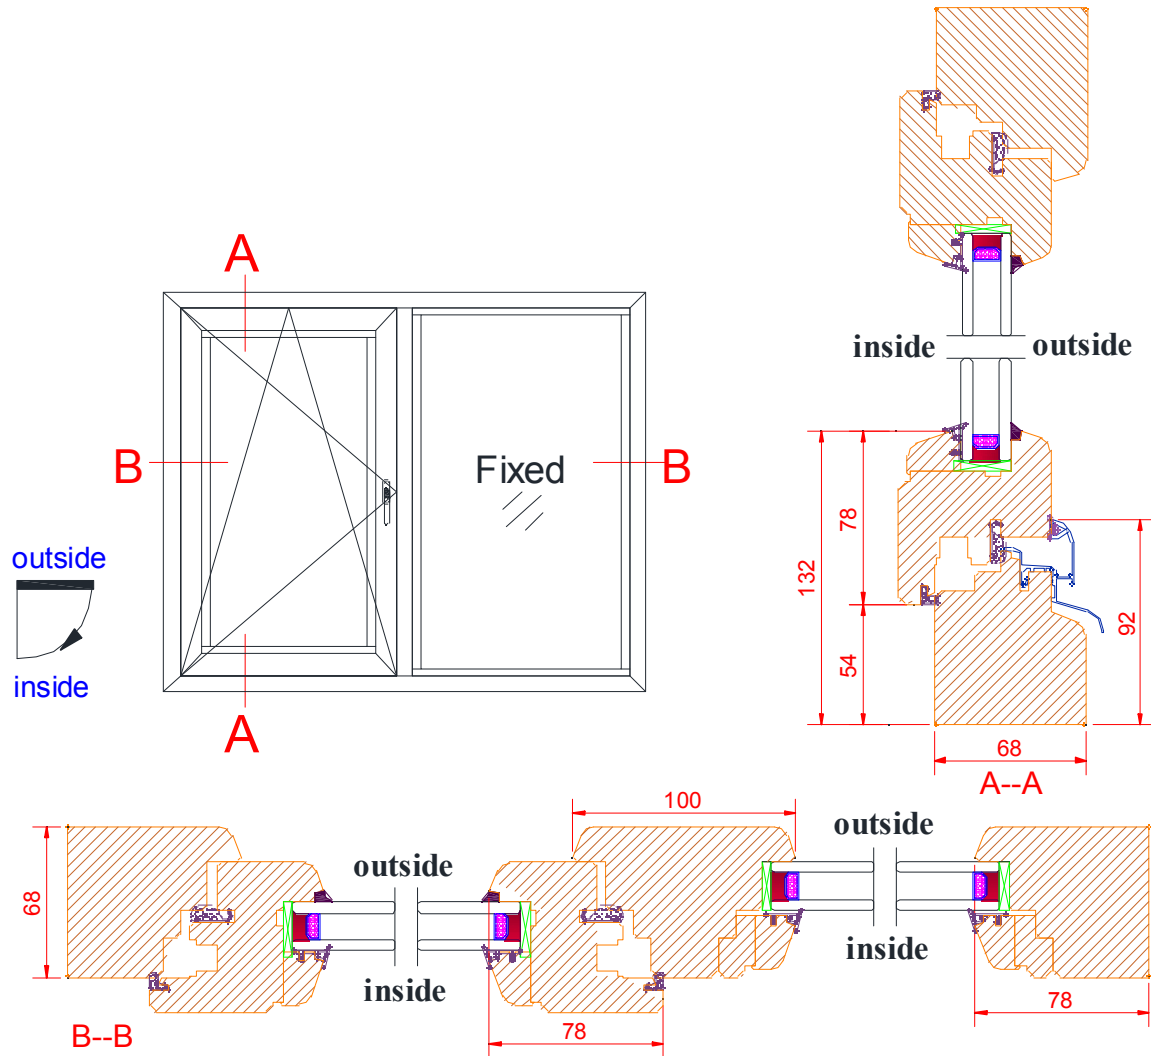 A
B
Fixed
B
A
outside
inside
inside
outside
78
132
54
92
68
A--A
100
outside
outside
68
inside
inside
78
78
B--B